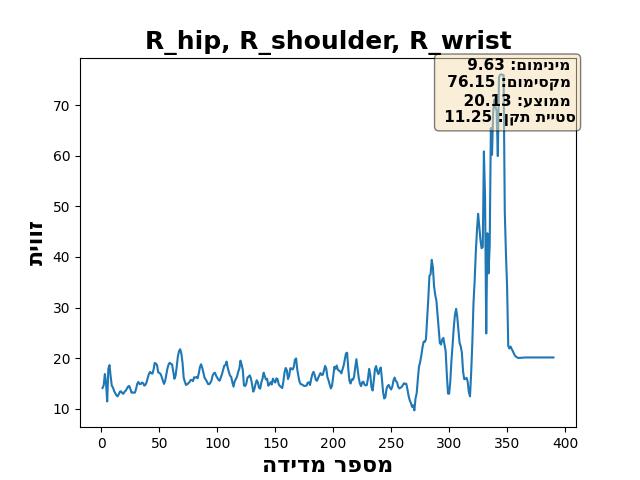 R_hip, R_shoulder, R_wrist
מינימום: 9.63
מקסימום: 76.15
ממוצע: 20.13
סטיית תקן: 11.25
זווית
70
60
50
40
30
20
10
0 50 100 150 200 250 300 350 400
מספר מדידה